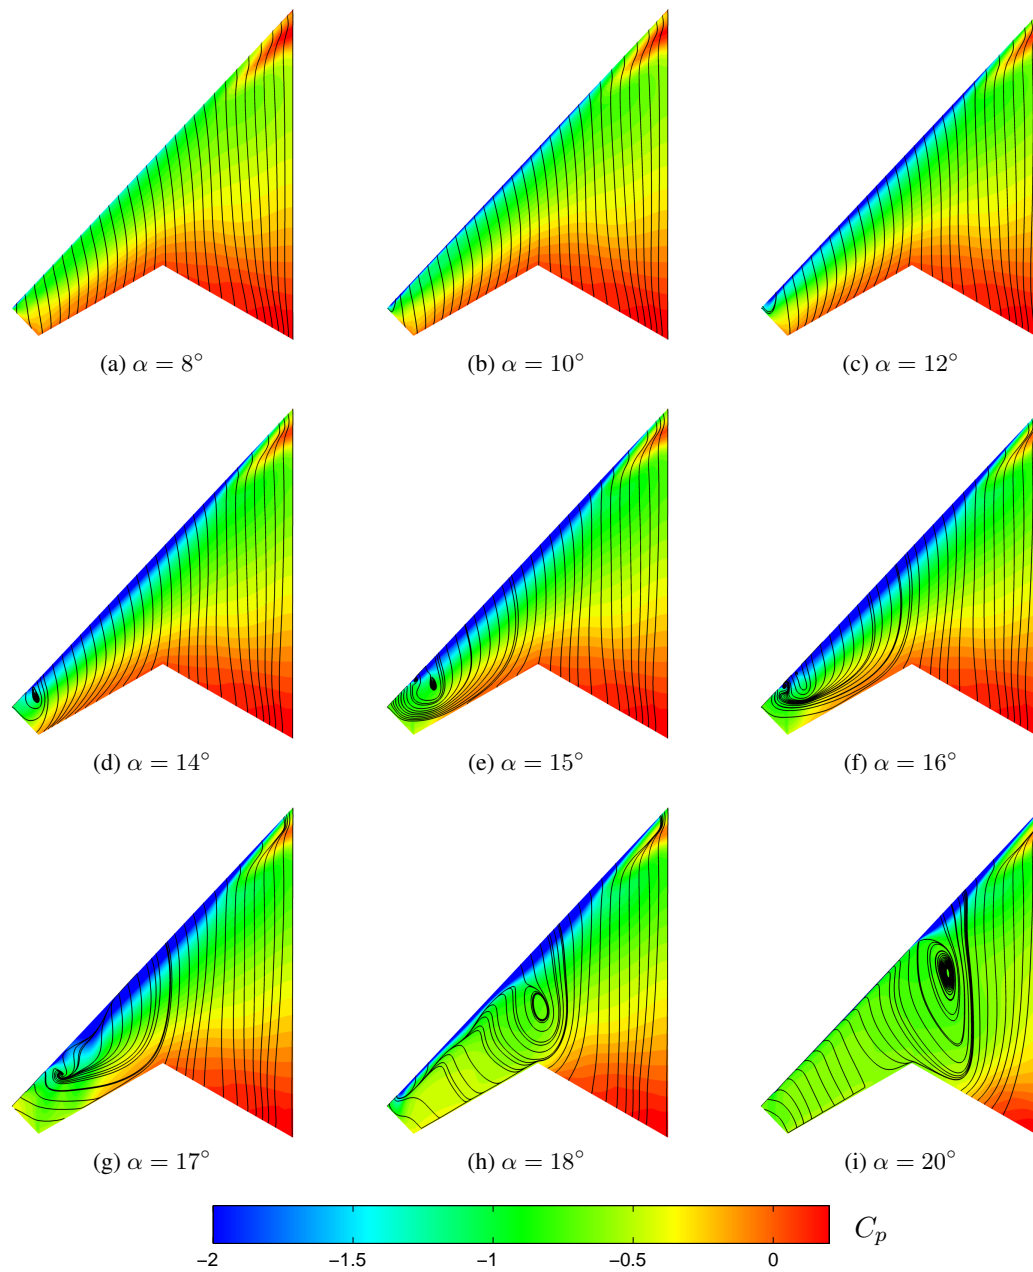 (a) α = 8° (b) α = 10° (c) α = 12°
(d) α = 14° (e) α = 15° (f) α = 16°
(g) α = 17° (h) α = 18° (i) α = 20°
C_p
−2 −1.5 −1 −0.5 0